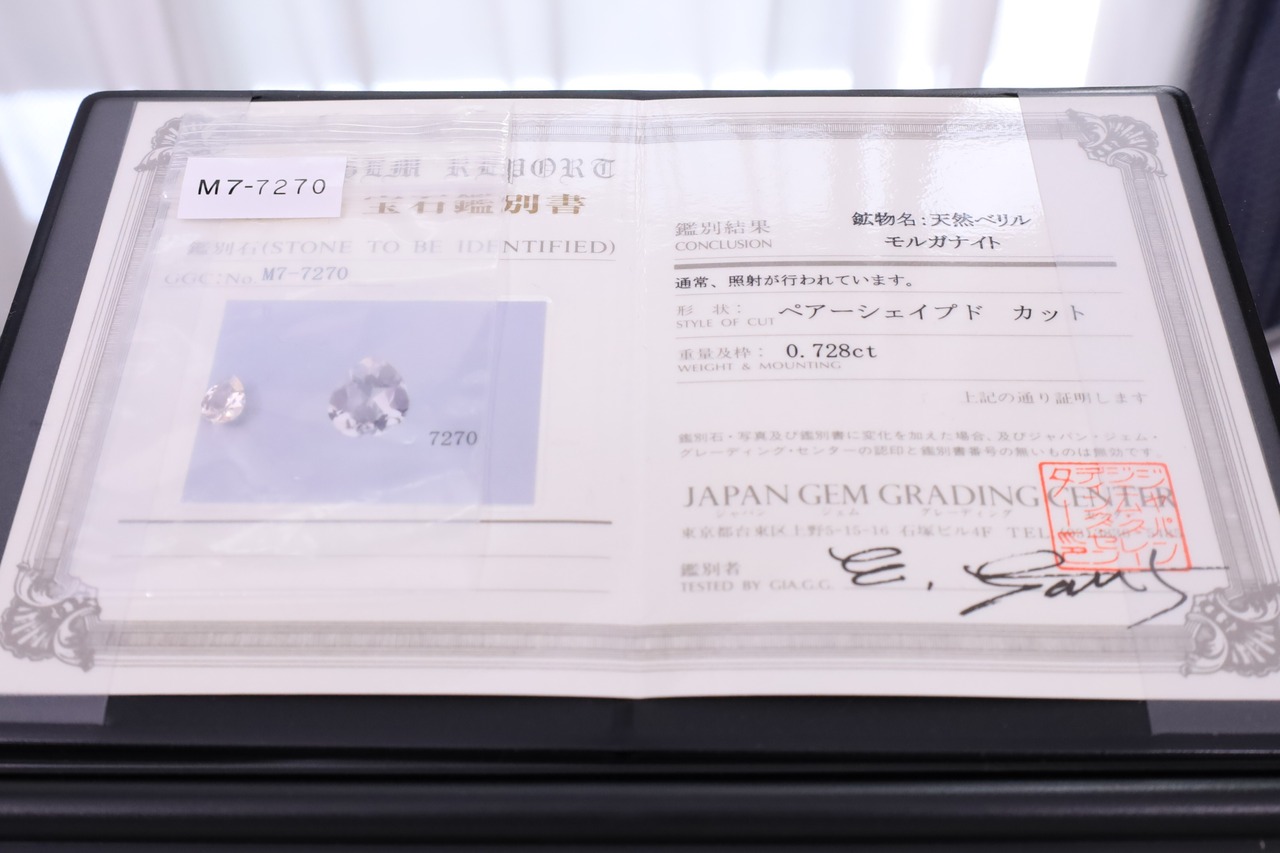 M7-7270
GEM REPORT
宝石鑑別書
鑑別石(STONE TO BE IDENTIFIED)
GGC:No. M7-7270
7270
鑑別結果
CONCLUSION
鉱物名:天然ベリル
モルガナイト
通常、照射が行われています。
形 状:
STYLE OF CUT
ペアーシェイプド カット
重量及枠: 0.728ct
WEIGHT & MOUNTING
上記の通り証明します
鑑別石・写真及び鑑別書に変化を加えた場合、及びジャパン・ジェム・
グレーディング・センターの認印と鑑別書番号の無いものは無効です。
JAPAN GEM GRADING CENTER
ジャパン ジェム グレーディング
東京都台東区上野5-15-16 石塚ビル4F TEL
鑑別者
TESTED BY GIA.G.G.